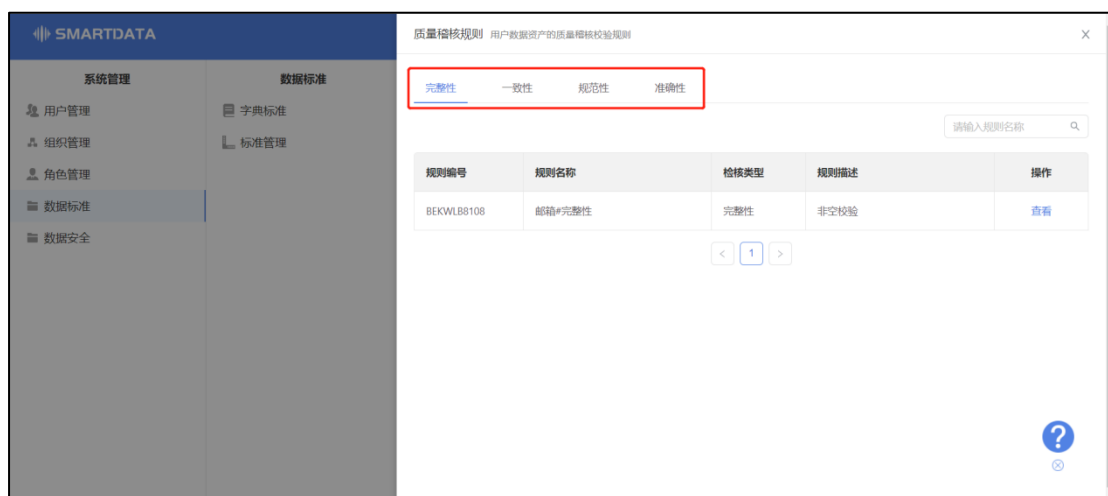 SMARTDATA
系统管理
用户管理
组织管理
角色管理
数据标准
数据安全
数据标准
字典标准
标准管理
质量稽核规则 用户数据资产的质量稽核校验规则
完整性 一致性 规范性 准确性
请输入规则名称
规则编号 规则名称 检核类型 规则描述 操作
BEKWLB8108 邮箱#完整性 完整性 非空校验 查看
< 1 >
?